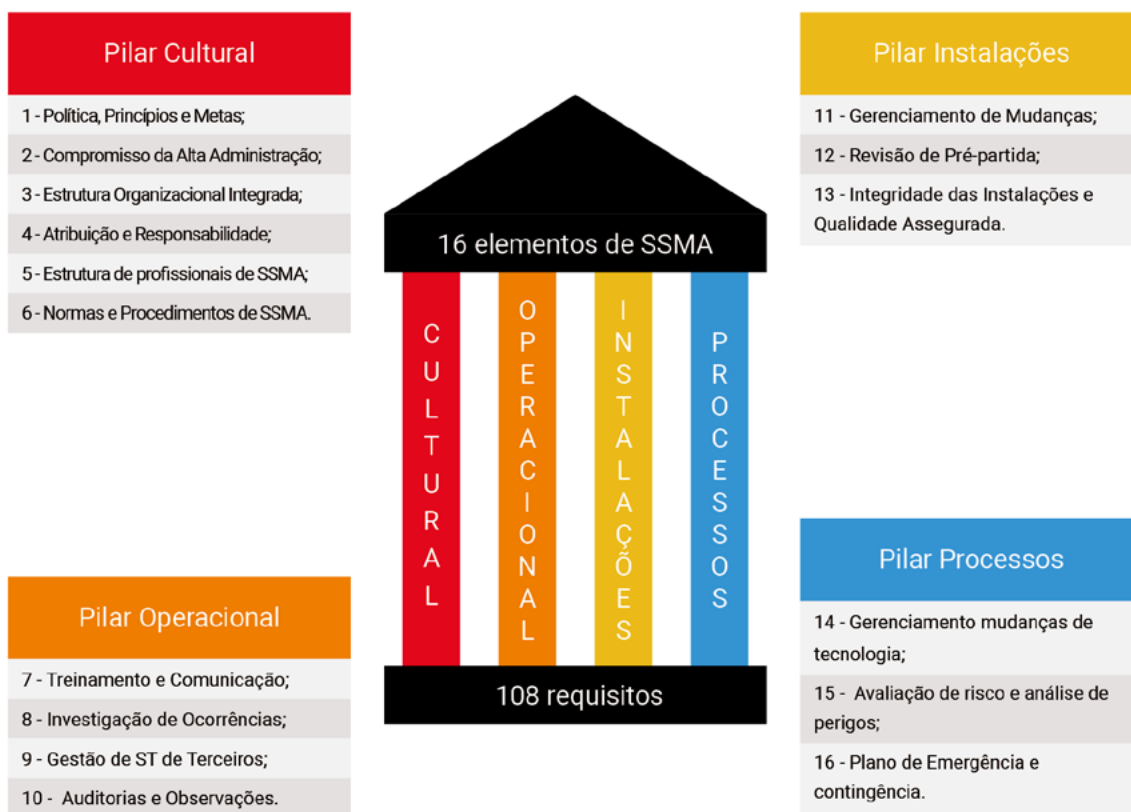 Pilar Cultural
1 - Política, Princípios e Metas;
2 - Compromisso da Alta Administração;
3 - Estrutura Organizacional Integrada;
4 - Atribuição e Responsabilidade;
5 - Estrutura de profissionais de SSMA;
6 - Normas e Procedimentos de SSMA.
Pilar Operacional
7 - Treinamento e Comunicação;
8 - Investigação de Ocorrências;
9 - Gestão de ST de Terceiros;
10 - Auditorias e Observações.
16 elementos de SSMA
CULTURAL
OPERACIONAL
INSTALAÇÕES
PROCESSOS
108 requisitos
Pilar Instalações
11 - Gerenciamento de Mudanças;
12 - Revisão de Pré-partida;
13 - Integridade das Instalações e
Qualidade Assegurada.
Pilar Processos
14 - Gerenciamento mudanças de
tecnologia;
15 - Avaliação de risco e análise de
perigos;
16 - Plano de Emergência e
contingência.